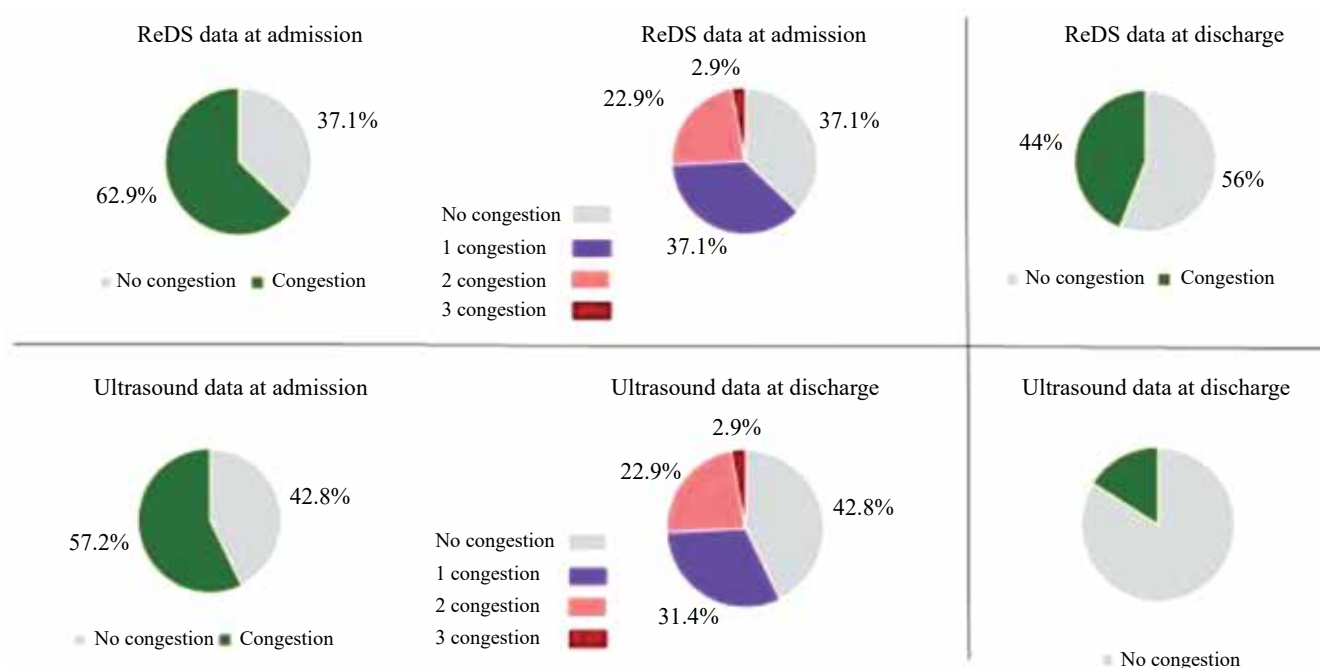 ReDS data at admission
37.1%
62.9%
No congestion Congestion
ReDS data at admission
2.9%
22.9%
37.1%
37.1%
No congestion
1 congestion
2 congestion
3 congestion
ReDS data at discharge
44%
56%
No congestion Congestion
Ultrasound data at admission
42.8%
57.2%
No congestion Congestion
Ultrasound data at discharge
2.9%
22.9%
42.8%
31.4%
No congestion
1 congestion
2 congestion
3 congestion
Ultrasound data at discharge
No congestion